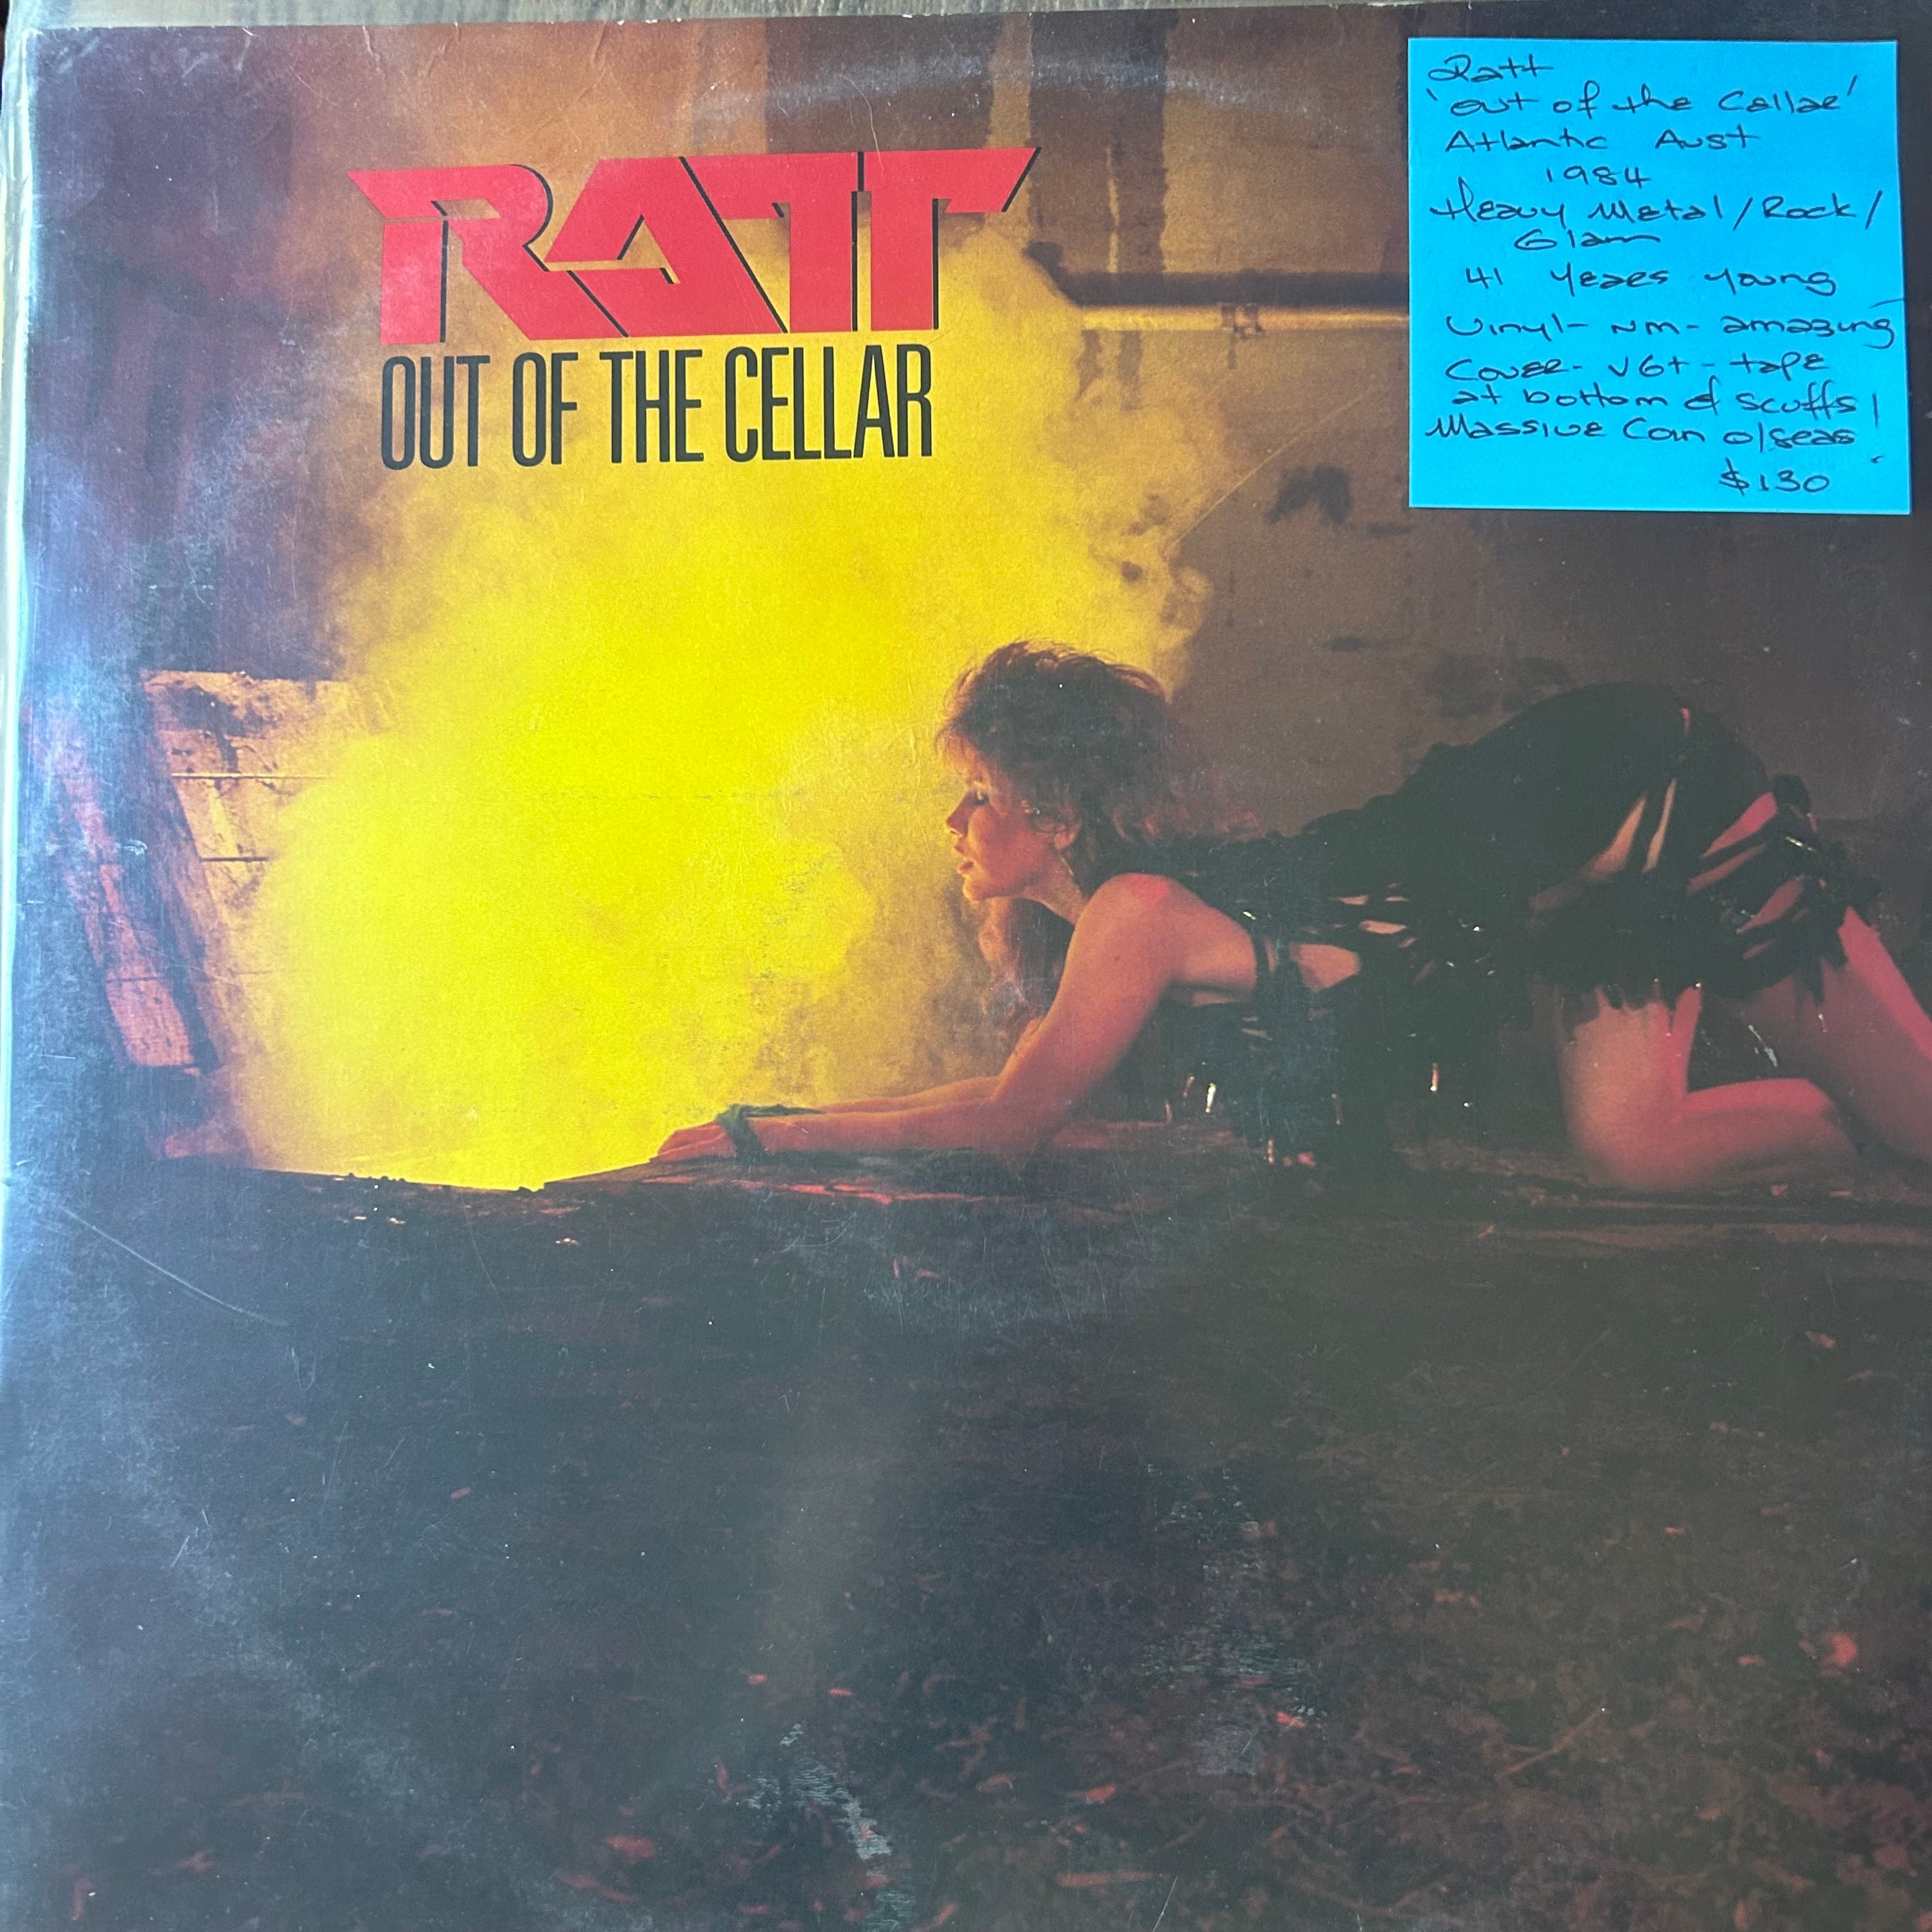 RATT
OUT OF THE CELLAR
Ratt
'out of the Cellar'
Atlantic Aust
1984
Heavy Metal/Rock/
Glam
41 years young
Vinyl - NM - amazing
Cover - VG+ - tape
at bottom & scuffs!
Massive Coin o/seas!
$130